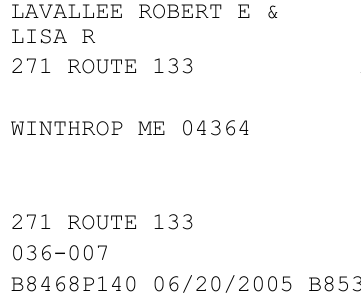 LAVALLEE ROBERT E &
LISA R
271 ROUTE 133
WINTHROP ME 04364
271 ROUTE 133
036-007
B8468P140 06/20/2005 B853